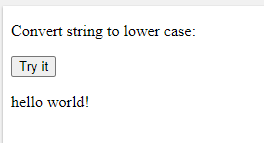 Convert string to lower case:
Try it
hello world!